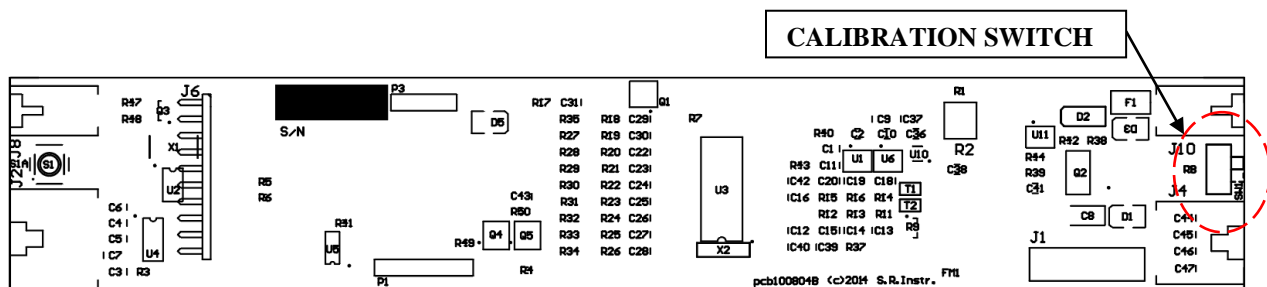 CALIBRATION SWITCH
J6 P3 R1
R47 Q3 D5 R17 C31 Q1 F1
R48 R35 R18 C29 R7 C9 C37 D2
S/N R27 R19 C30 R40 C2 C10 C36 U11 D3
J8 X1 R28 R20 C22 C1 U10 R2 R42 R38 J10
S1A S1 R29 R21 C23 R43 C11 U1 U6 C38 R44 R8
J2 U2 R5 R30 R22 C24 U3 C42 C20 C19 C18 T1 R39 Q2
R6 C43 R31 R23 C25 C16 R15 R16 R14 T2 C41 J4 SW1
C6 R50 R32 R24 C26 R12 R13 R11 R9 C8 D1 C44
C4 R41 Q4 Q5 R33 R25 C27 C12 C15 C14 C13 J1 C45
C5 U4 U5 R49 R34 R26 C28 X2 C40 C39 R37 C46
C7 C47
C3 R3 P1 R4 FM1
pcb100804B (c)2014 S.R.Instr.